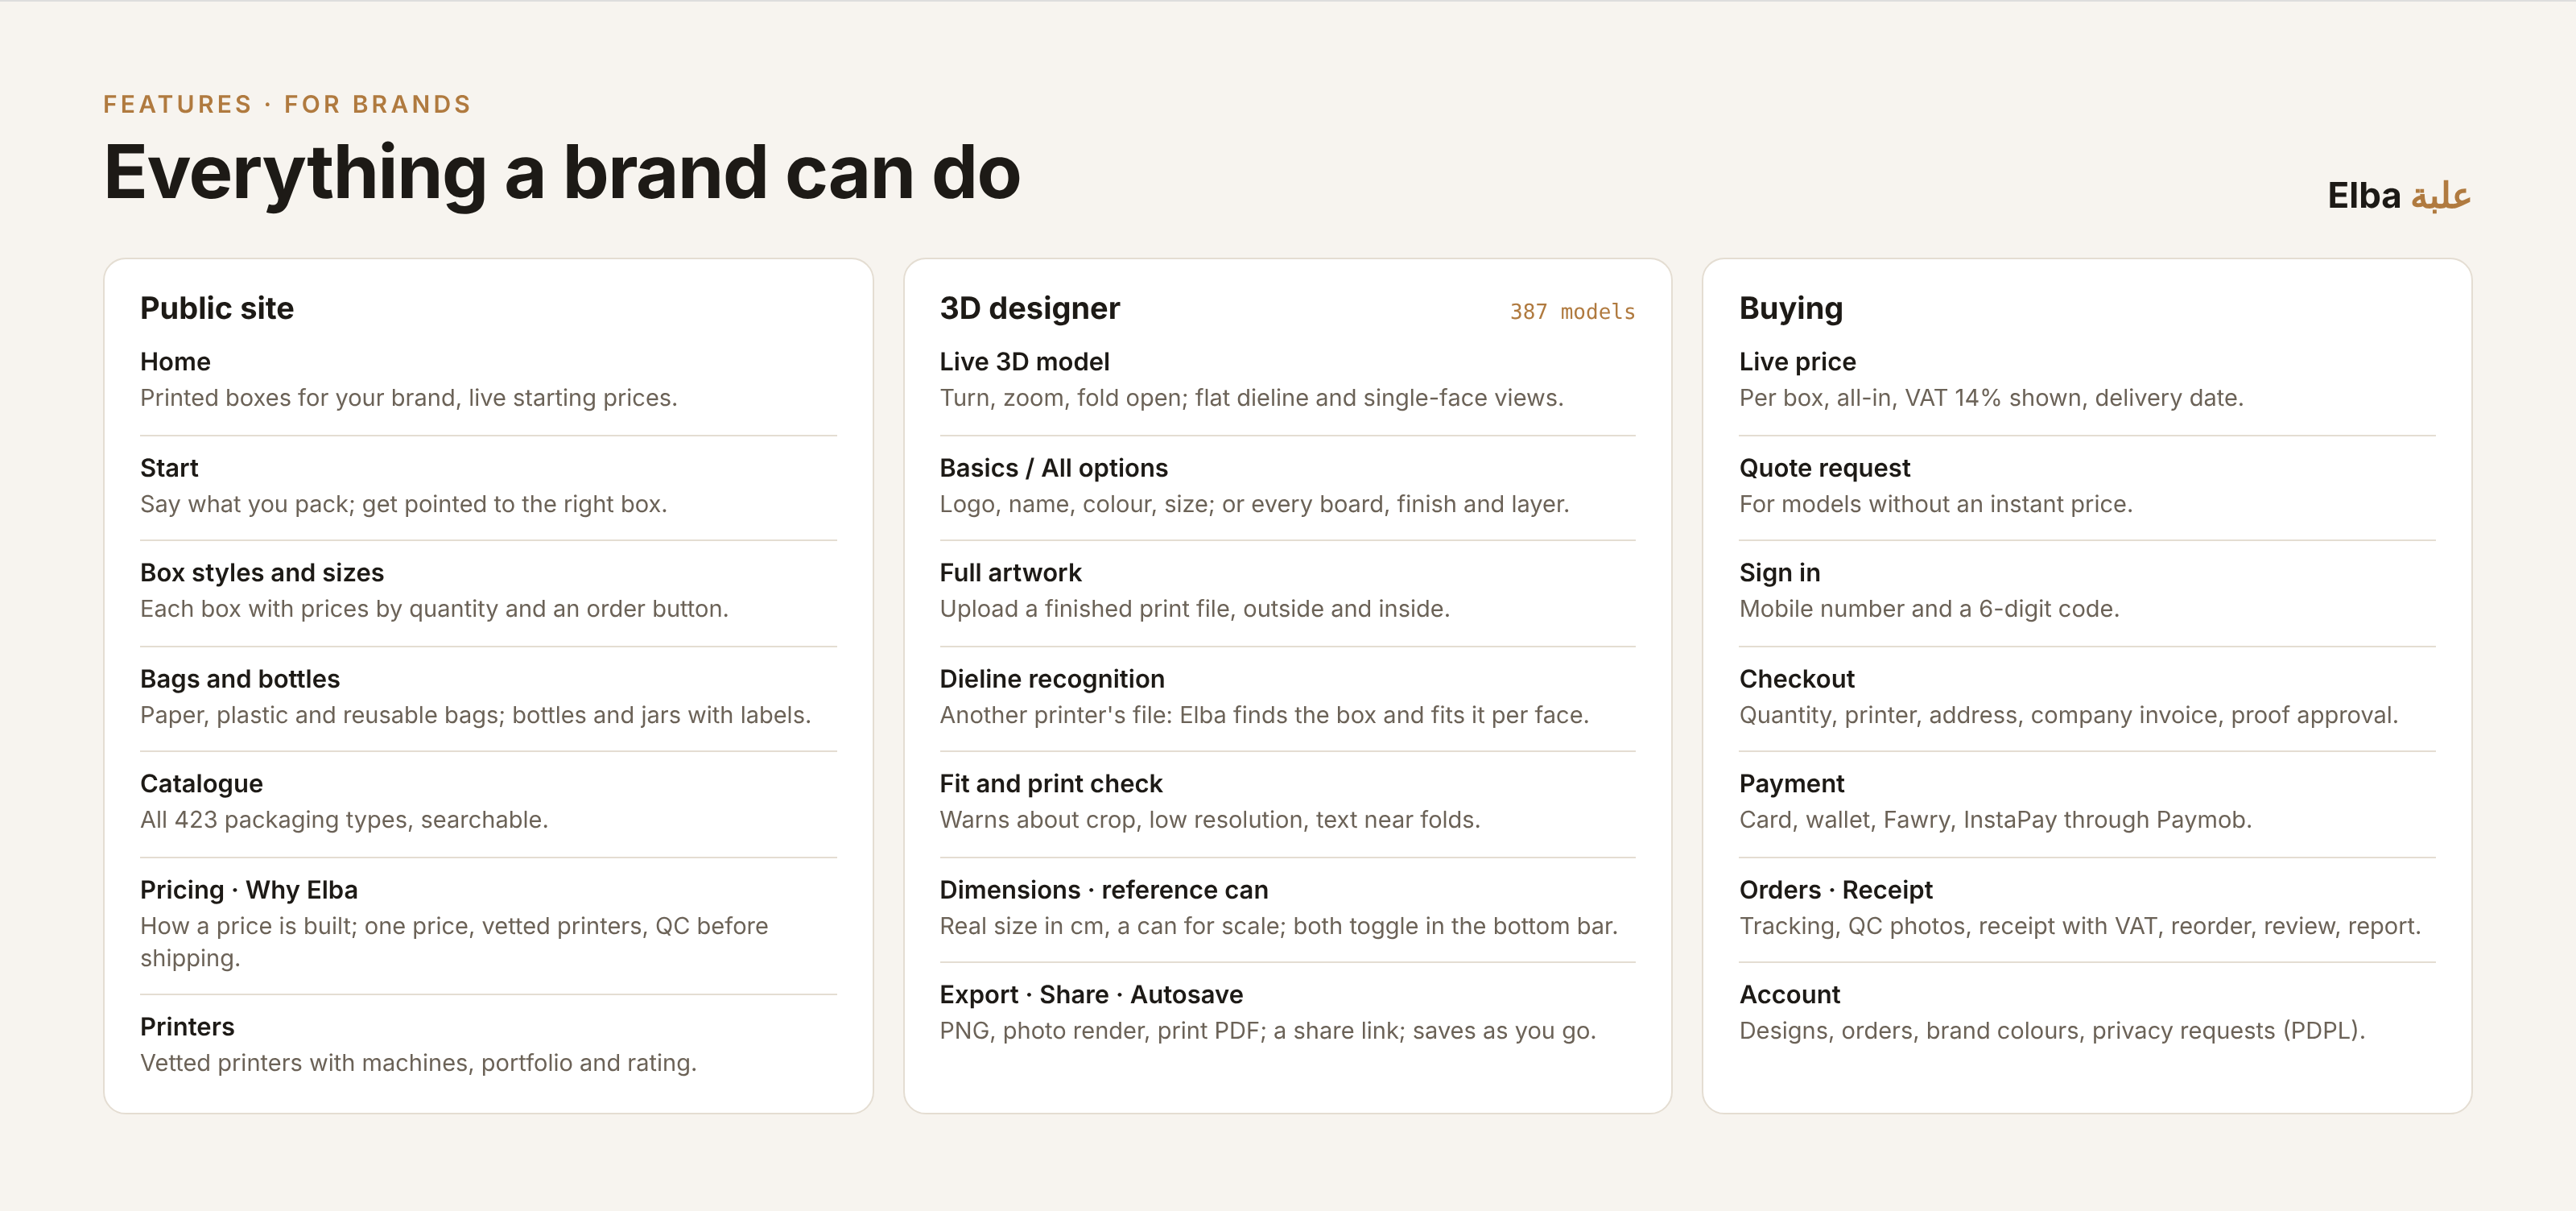 FEATURES · FOR BRANDS
Everything a brand can do
Elba علبة
Public site
Home
Printed boxes for your brand, live starting prices.
Start
Say what you pack; get pointed to the right box.
Box styles and sizes
Each box with prices by quantity and an order button.
Bags and bottles
Paper, plastic and reusable bags; bottles and jars with labels.
Catalogue
All 423 packaging types, searchable.
Pricing · Why Elba
How a price is built; one price, vetted printers, QC before
shipping.
Printers
Vetted printers with machines, portfolio and rating.
3D designer
387 models
Live 3D model
Turn, zoom, fold open; flat dieline and single-face views.
Basics / All options
Logo, name, colour, size; or every board, finish and layer.
Full artwork
Upload a finished print file, outside and inside.
Dieline recognition
Another printer's file: Elba finds the box and fits it per face.
Fit and print check
Warns about crop, low resolution, text near folds.
Dimensions · reference can
Real size in cm, a can for scale; both toggle in the bottom bar.
Export · Share · Autosave
PNG, photo render, print PDF; a share link; saves as you go.
Buying
Live price
Per box, all-in, VAT 14% shown, delivery date.
Quote request
For models without an instant price.
Sign in
Mobile number and a 6-digit code.
Checkout
Quantity, printer, address, company invoice, proof approval.
Payment
Card, wallet, Fawry, InstaPay through Paymob.
Orders · Receipt
Tracking, QC photos, receipt with VAT, reorder, review, report.
Account
Designs, orders, brand colours, privacy requests (PDPL).